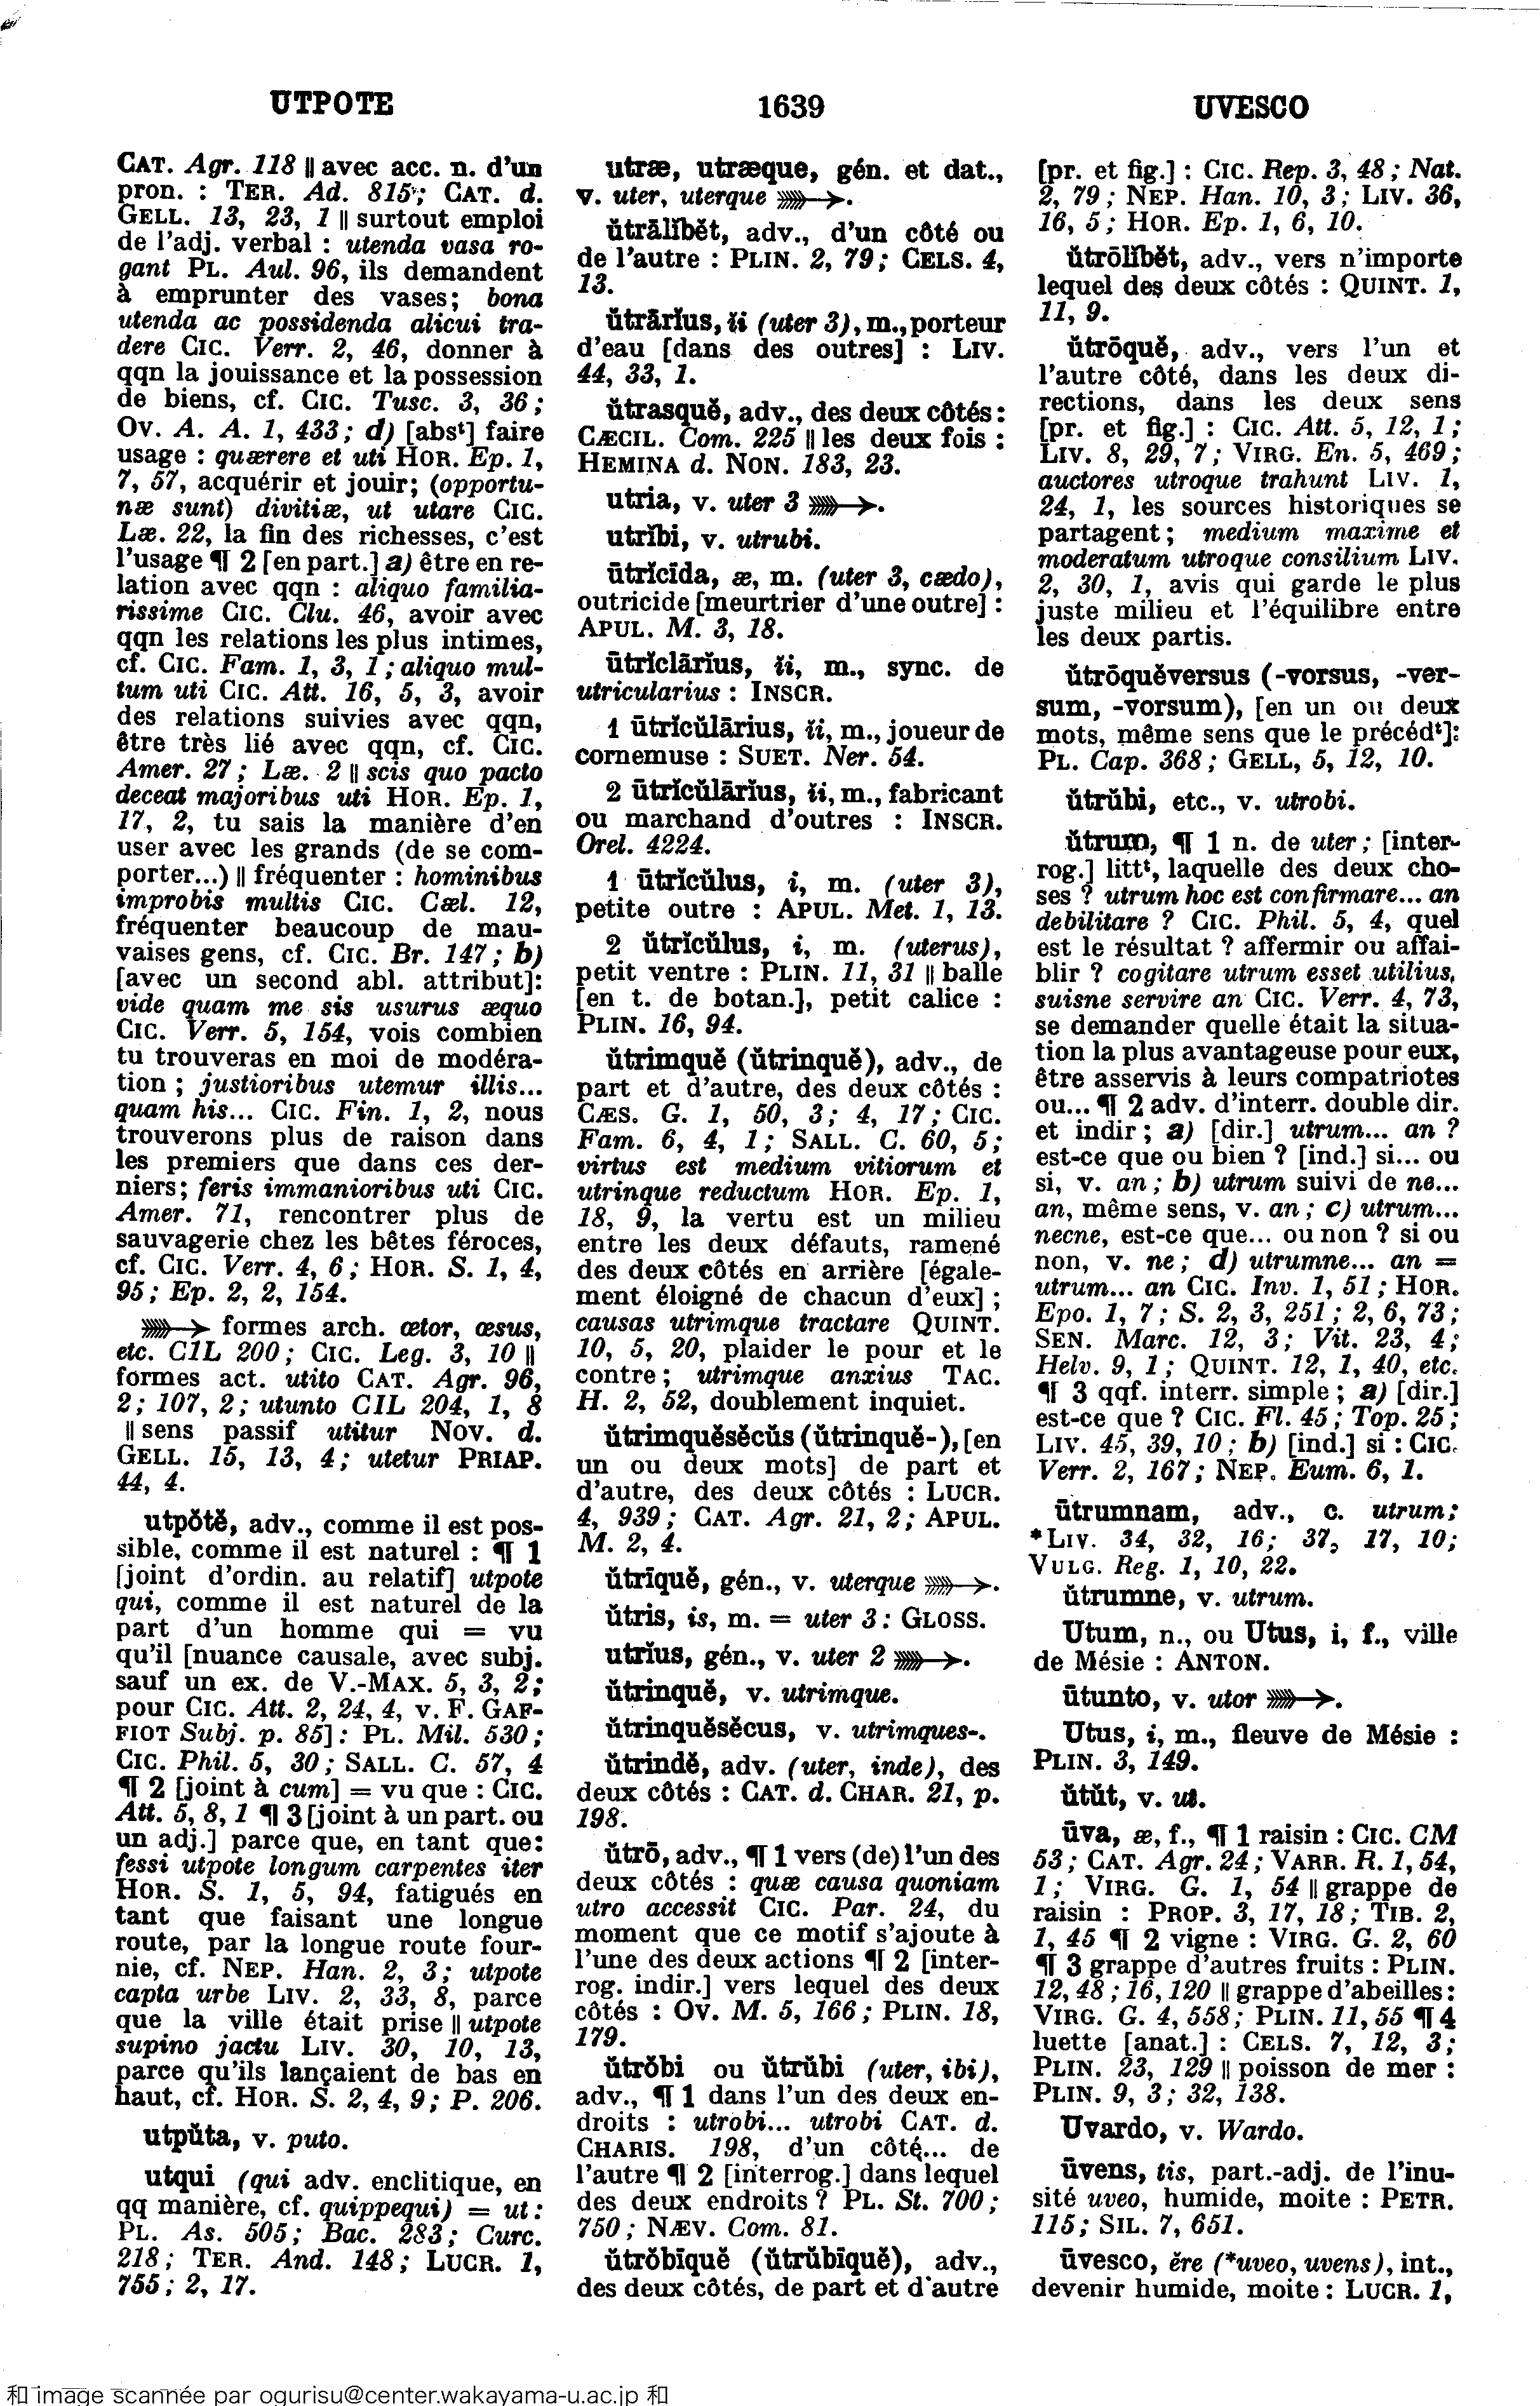 UTPOTE
1639
UVESCO
CAT. Agr. 118 ‖ avec acc. n. d'un
pron. : TER. Ad. 815; CAT. d.
GELL. 13, 23, 1 ‖ surtout emploi
de l'adj. verbal : utenda vasa ro-
gant PL. Aul. 96, ils demandent
à emprunter des vases; bona
utenda ac possidenda alicui tra-
dere CIC. Verr. 2, 46, donner à
qqn la jouissance et la possession
de biens, cf. CIC. Tusc. 3, 36;
Ov. A. A. 1, 433; d) [absᵗ] faire
usage : quærere et uti HOR. Ep. 1,
7, 57, acquérir et jouir; (opportu-
næ sunt) divitiæ, ut utare CIC.
Læ. 22, la fin des richesses, c'est
l'usage ¶ 2 [en part.] a) être en re-
lation avec qqn : aliquo familia-
rissime CIC. Clu. 46, avoir avec
qqn les relations les plus intimes,
cf. CIC. Fam. 1, 3, 1; aliquo mul-
tum uti CIC. Att. 16, 5, 3, avoir
des relations suivies avec qqn,
être très lié avec qqn, cf. CIC.
Amer. 27; Læ. 2 ‖ scis quo pacto
deceat majoribus uti HOR. Ep. 1,
17, 2, tu sais la manière d'en
user avec les grands (de se com-
porter...) ‖ fréquenter : hominibus
improbis multis CIC. Cæl. 12,
fréquenter beaucoup de mau-
vaises gens, cf. CIC. Br. 147; b)
[avec un second abl. attribut]:
vide quam me sis usurus æquo
CIC. Verr. 5, 154, vois combien
tu trouveras en moi de modéra-
tion ; justioribus utemur illis...
quam his... CIC. Fin. 1, 2, nous
trouverons plus de raison dans
les premiers que dans ces der-
niers; feris immanioribus uti CIC.
Amer. 71, rencontrer plus de
sauvagerie chez les bêtes féroces,
cf. CIC. Verr. 4, 6; HOR. S. 1, 4,
95; Ep. 2, 2, 154.
⟫→ formes arch. œtor, œsus,
etc. CIL 200; CIC. Leg. 3, 10 ‖
formes act. utito CAT. Agr. 96,
2; 107, 2; utunto CIL 204, 1, 8
‖ sens passif utitur Nov. d.
GELL. 15, 13, 4; utetur PRIAP.
44, 4.
utpŏtĕ, adv., comme il est pos-
sible, comme il est naturel : ¶ 1
[joint d'ordin. au relatif] utpote
qui, comme il est naturel de la
part d'un homme qui = vu
qu'il [nuance causale, avec subj.
sauf un ex. de V.-MAX. 5, 3, 2;
pour CIC. Att. 2, 24, 4, v. F. GAF-
FIOT Subj. p. 85]: PL. Mil. 530;
CIC. Phil. 5, 30; SALL. C. 57, 4
¶ 2 [joint à cum] = vu que : CIC.
Att. 5, 8, 1 ¶ 3 [joint à un part. ou
un adj.] parce que, en tant que:
fessi utpote longum carpentes iter
HOR. S. 1, 5, 94, fatigués en
tant que faisant une longue
route, par la longue route four-
nie, cf. NEP. Han. 2, 3; utpote
capta urbe LIV. 2, 33, 8, parce
que la ville était prise ‖ utpote
supino jactu LIV. 30, 10, 13,
parce qu'ils lançaient de bas en
haut, cf. HOR. S. 2, 4, 9; P. 206.
utpŭta, v. puto.
utqui (qui adv. enclitique, en
qq manière, cf. quippequi) = ut :
PL. As. 505; Bac. 283; Curc.
218; TER. And. 148; LUCR. 1,
755; 2, 17.
utræ, utræque, gén. et dat.,
v. uter, uterque ⟫→.
ŭtrālĭbĕt, adv., d'un côté ou
de l'autre : PLIN. 2, 79; CELS. 4,
13.
ŭtrārĭus, ĭi (uter 3), m., porteur
d'eau [dans des outres] : LIV.
44, 33, 1.
ŭtrasquĕ, adv., des deux côtés:
CÆCIL. Com. 225 ‖ les deux fois :
HEMINA d. NON. 183, 23.
utria, v. uter 3 ⟫→.
utrĭbi, v. utrubi.
ūtrĭcīda, æ, m. (uter 3, cædo),
outricide [meurtrier d'une outre] :
APUL. M. 3, 18.
ūtrĭclārĭus, ĭi, m., sync. de
utricularius : INSCR.
1 ūtrĭcŭlārius, ĭi, m., joueur de
cornemuse : SUET. Ner. 54.
2 ūtrĭcŭlārĭus, ĭi, m., fabricant
ou marchand d'outres : INSCR.
Orel. 4224.
1 ūtrĭcŭlus, i, m. (uter 3),
petite outre : APUL. Met. 1, 13.
2 ŭtrĭcŭlus, i, m. (uterus),
petit ventre : PLIN. 11, 31 ‖ balle
[en t. de botan.], petit calice :
PLIN. 16, 94.
ŭtrimquĕ (ŭtrinquĕ), adv., de
part et d'autre, des deux côtés :
CÆS. G. 1, 50, 3; 4, 17; CIC.
Fam. 6, 4, 1; SALL. C. 60, 5;
virtus est medium vitiorum et
utrinque reductum HOR. Ep. 1,
18, 9, la vertu est un milieu
entre les deux défauts, ramené
des deux côtés en arrière [égale-
ment éloigné de chacun d'eux] ;
causas utrimque tractare QUINT.
10, 5, 20, plaider le pour et le
contre; utrimque anxius TAC.
H. 2, 52, doublement inquiet.
ŭtrimquĕsĕcŭs (ŭtrinquĕ-), [en
un ou deux mots] de part et
d'autre, des deux côtés : LUCR.
4, 939; CAT. Agr. 21, 2; APUL.
M. 2, 4.
ŭtrīquĕ, gén., v. uterque ⟫→.
ŭtris, is, m. = uter 3: GLOSS.
utrĭus, gén., v. uter 2 ⟫→.
ŭtrinquĕ, v. utrimque.
ŭtrinquĕsĕcus, v. utrimques-.
ŭtrindĕ, adv. (uter, inde), des
deux côtés : CAT. d. CHAR. 21, p.
198.
ŭtrō, adv., ¶ 1 vers (de) l'un des
deux côtés : quæ causa quoniam
utro accessit CIC. Par. 24, du
moment que ce motif s'ajoute à
l'une des deux actions ¶ 2 [inter-
rog. indir.] vers lequel des deux
côtés : Ov. M. 5, 166; PLIN. 18,
179.
ŭtrŏbi ou ŭtrŭbi (uter, ibi),
adv., ¶ 1 dans l'un des deux en-
droits : utrobi... utrobi CAT. d.
CHARIS. 198, d'un côté... de
l'autre ¶ 2 [interrog.] dans lequel
des deux endroits ? PL. St. 700;
750; NÆV. Com. 81.
ŭtrŏbīquĕ (ŭtrŭbīquĕ), adv.,
des deux côtés, de part et d'autre
[pr. et fig.] : CIC. Rep. 3, 48; Nat.
2, 79; NEP. Han. 10, 3; LIV. 36,
16, 5; HOR. Ep. 1, 6, 10.
ŭtrōlĭbĕt, adv., vers n'importe
lequel des deux côtés : QUINT. 1,
11, 9.
ŭtrōquĕ, adv., vers l'un et
l'autre côté, dans les deux di-
rections, dans les deux sens
[pr. et fig.] : CIC. Att. 5, 12, 1;
LIV. 8, 29, 7; VIRG. En. 5, 469;
auctores utroque trahunt LIV. 1,
24, 1, les sources historiques se
partagent; medium maxime et
moderatum utroque consilium LIV.
2, 30, 1, avis qui garde le plus
juste milieu et l'équilibre entre
les deux partis.
ŭtrōquĕversus (-vorsus, -ver-
sum, -vorsum), [en un ou deux
mots, même sens que le précédᵗ]:
PL. Cap. 368; GELL, 5, 12, 10.
ŭtrŭbi, etc., v. utrobi.
ŭtrum, ¶ 1 n. de uter; [inter-
rog.] littᵗ, laquelle des deux cho-
ses ? utrum hoc est confirmare... an
debilitare ? CIC. Phil. 5, 4, quel
est le résultat ? affermir ou affai-
blir ? cogitare utrum esset utilius,
suisne servire an CIC. Verr. 4, 73,
se demander quelle était la situa-
tion la plus avantageuse pour eux,
être asservis à leurs compatriotes
ou... ¶ 2 adv. d'interr. double dir.
et indir; a) [dir.] utrum... an ?
est-ce que ou bien ? [ind.] si... ou
si, v. an; b) utrum suivi de ne...
an, même sens, v. an; c) utrum...
necne, est-ce que... ou non ? si ou
non, v. ne; d) utrumne... an =
utrum... an CIC. Inv. 1, 51; HOR.
Epo. 1, 7; S. 2, 3, 251; 2, 6, 73;
SEN. Marc. 12, 3; Vit. 23, 4;
Helv. 9, 1; QUINT. 12, 1, 40, etc.
¶ 3 qqf. interr. simple; a) [dir.]
est-ce que ? CIC. Fl. 45; Top. 25;
LIV. 45, 39, 10; b) [ind.] si : CIC.
Verr. 2, 167; NEP. Eum. 6, 1.
ŭtrumnam, adv., c. utrum;
*LIV. 34, 32, 16; 37, 17, 10;
VULG. Reg. 1, 10, 22.
ŭtrumne, v. utrum.
Utum, n., ou Utus, i, f., ville
de Mésie : ANTON.
ūtunto, v. utor ⟫→.
Utus, i, m., fleuve de Mésie :
PLIN. 3, 149.
ŭtŭt, v. ut.
ūva, æ, f., ¶ 1 raisin : CIC. CM
53; CAT. Agr. 24; VARR. R. 1, 54,
1; VIRG. G. 1, 54 ‖ grappe de
raisin : PROP. 3, 17, 18; TIB. 2,
1, 45 ¶ 2 vigne : VIRG. G. 2, 60
¶ 3 grappe d'autres fruits : PLIN.
12, 48; 16, 120 ‖ grappe d'abeilles:
VIRG. G. 4, 558; PLIN. 11, 55 ¶ 4
luette [anat.] : CELS. 7, 12, 3;
PLIN. 23, 129 ‖ poisson de mer :
PLIN. 9, 3; 32, 138.
Uvardo, v. Wardo.
ūvens, tis, part.-adj. de l'inu-
sité uveo, humide, moite : PETR.
115; SIL. 7, 651.
ūvesco, ĕre (*uveo, uvens), int.,
devenir humide, moite : LUCR. 1,
和 image scannée par ogurisu@center.wakayama-u.ac.jp 和